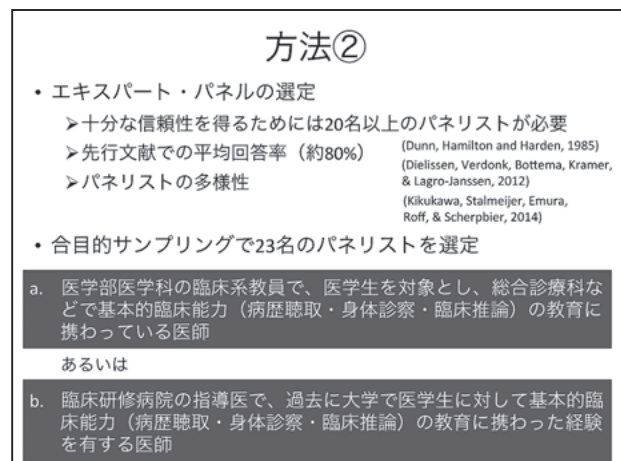 方法②
• エキスパート・パネルの選定
➢十分な信頼性を得るためには20名以上のパネリストが必要
(Dunn, Hamilton and Harden, 1985)
➢先行文献での平均回答率（約80%）
(Dielissen, Verdonk, Bottema, Kramer,
& Lagro-Janssen, 2012)
➢パネリストの多様性
(Kikukawa, Stalmeijer, Emura,
Roff, & Scherpbier, 2014)
• 合目的サンプリングで23名のパネリストを選定
a. 医学部医学科の臨床系教員で、医学生を対象とし、総合診療科な
どで基本的臨床能力（病歴聴取・身体診察・臨床推論）の教育に
携わっている医師
あるいは
b. 臨床研修病院の指導医で、過去に大学で医学生に対して基本的臨
床能力（病歴聴取・身体診察・臨床推論）の教育に携わった経験
を有する医師